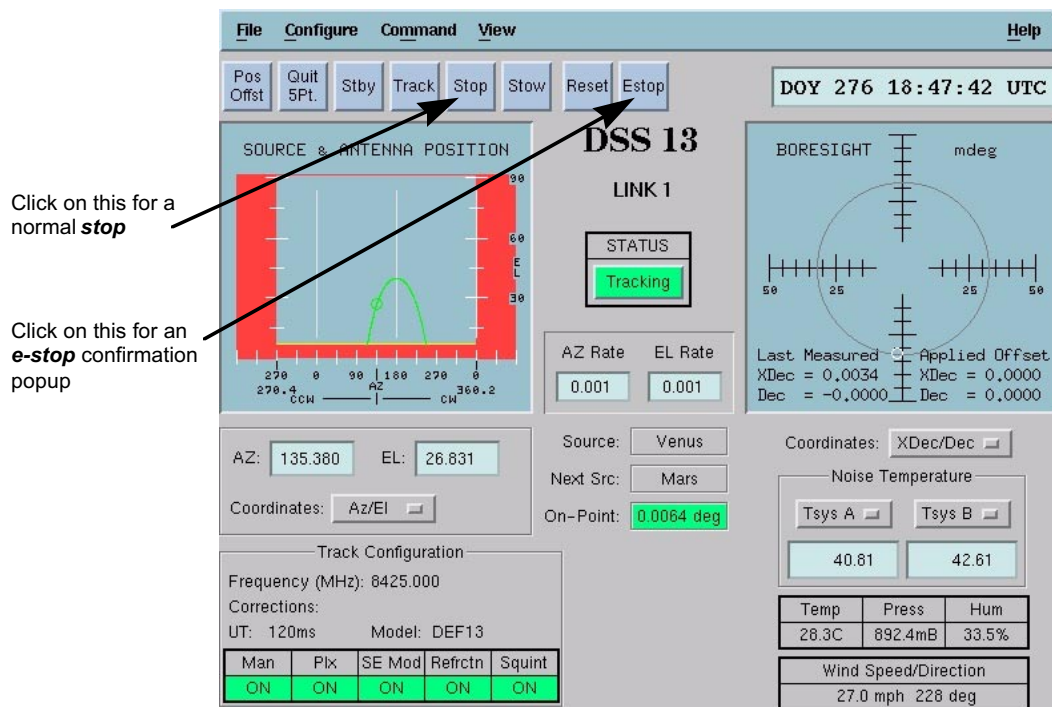 File Configure Command View Help
Pos Offst
Quit 5Pt.
Stby
Track
Stop
Stow
Reset
Estop
DOY 276 18:47:42 UTC
Click on this for a
normal stop
Click on this for an
e-stop confirmation
popup
SOURCE & ANTENNA POSITION
90
60
EL
30
270 0 90 180 270 0
270.4 AZ 360.2
CCW CW
DSS 13
LINK 1
STATUS
Tracking
AZ Rate EL Rate
0.001 0.001
BORESIGHT mdeg
50 25 25 50
Last Measured Applied Offset
XDec = 0.0034 XDec = 0.0000
Dec = -0.0000 Dec = 0.0000
AZ: 135.380 EL: 26.831
Coordinates: Az/El
Source: Venus
Next Src: Mars
On-Point: 0.0064 deg
Coordinates: XDec/Dec
Noise Temperature
Tsys A Tsys B
40.81 42.61
Track Configuration
Frequency (MHz): 8425.000
Corrections:
UT: 120ms Model: DEF13
Man Plx SE Mod Refrctn Squint
ON ON ON ON ON
Temp Press Hum
28.3C 892.4mB 33.5%
Wind Speed/Direction
27.0 mph 228 deg